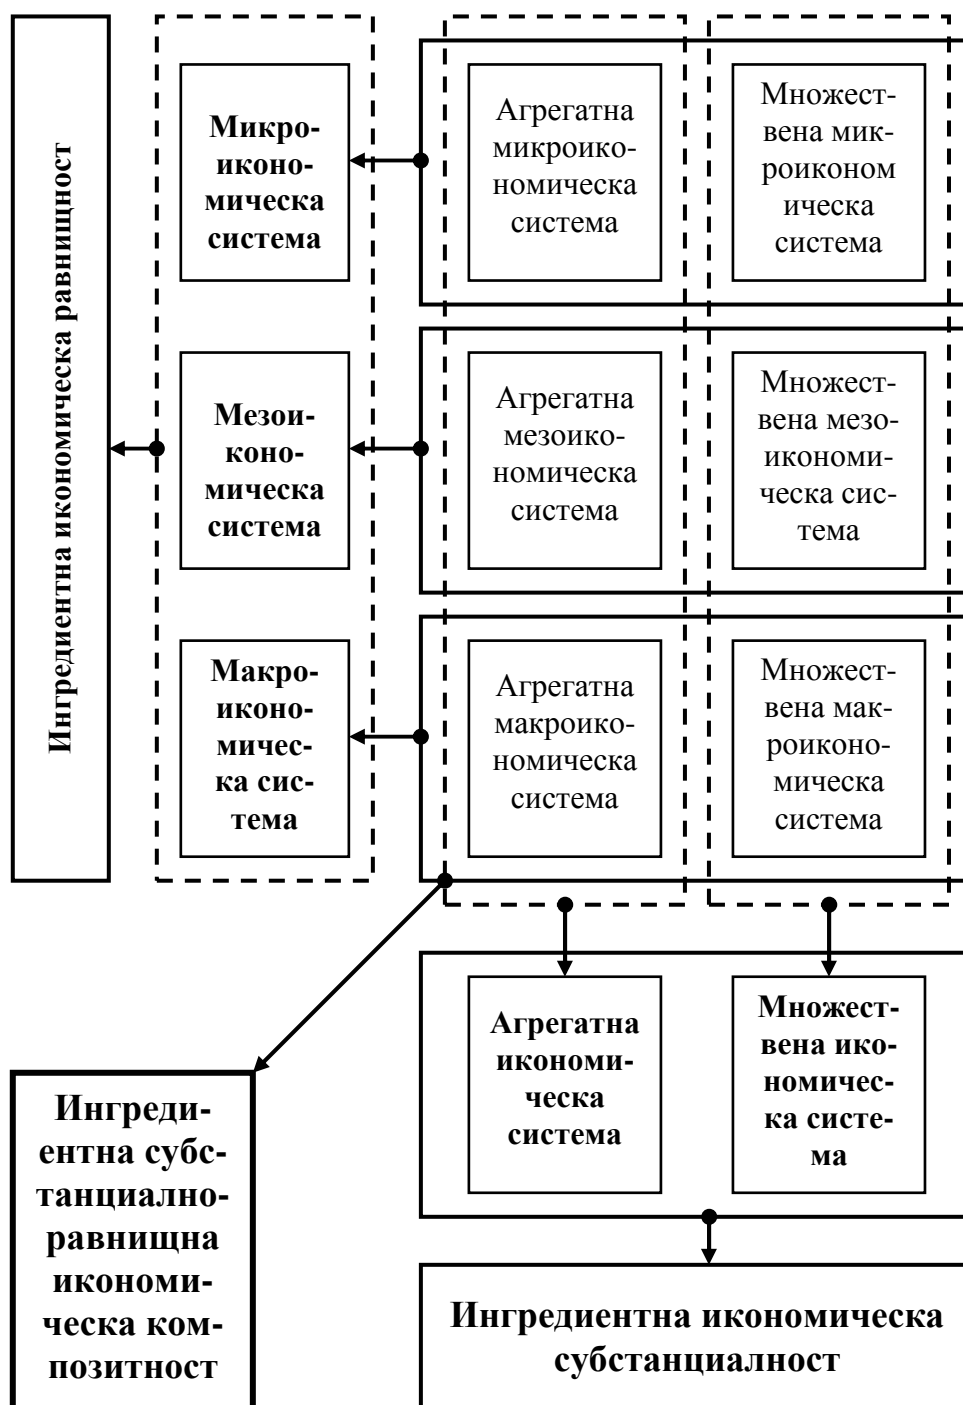 Ингредиентна икономическа равнищност
Микро-
иконо-
мическа
система
Агрегатна
микроико-
номическа
система
Множест-
вена мик-
роиконом
ическа
система
Мезои-
коно-
мическа
система
Агрегатна
мезоико-
номическа
система
Множест-
вена мезо-
икономи-
ческа сис-
тема
Макро-
иконо-
мичес-
ка сис-
тема
Агрегатна
макроико-
номическа
система
Множест-
вена мак-
роиконо-
мическа
система
Агрегатна
икономи-
ческа
система
Множест-
вена ико-
номичес-
ка систе-
ма
Ингреди-
ентна субс-
танциално-
равнищна
икономи-
ческа ком-
позитност
Ингредиентна икономическа
субстанциалност